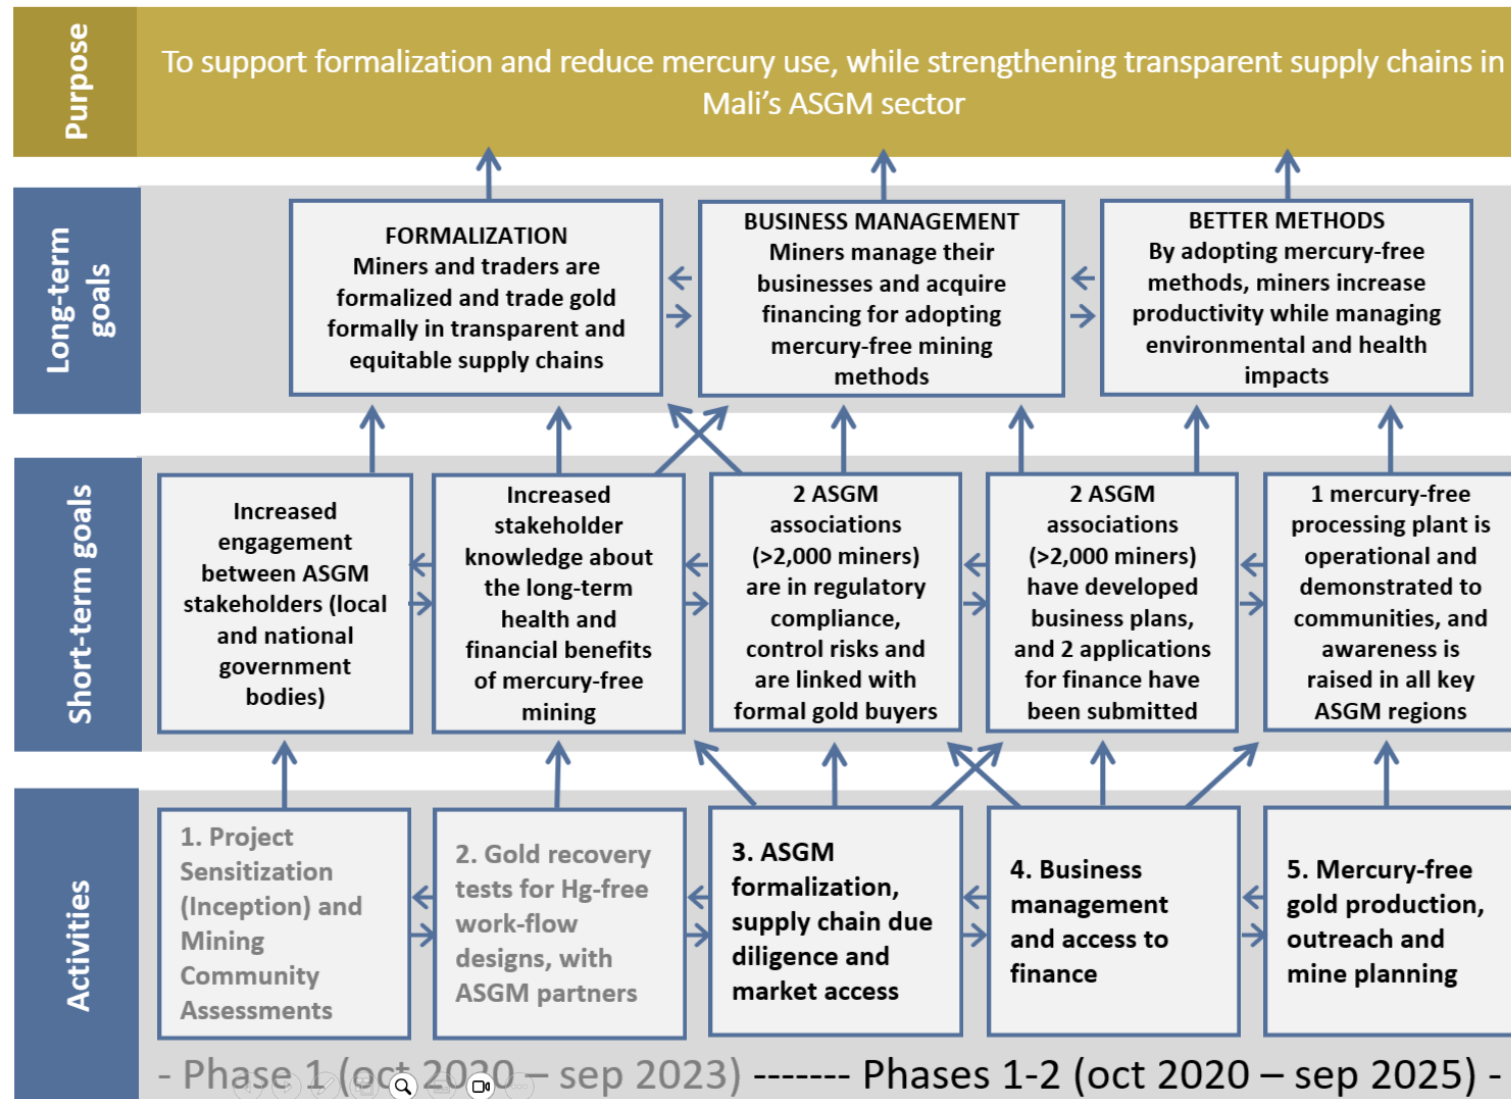 Purpose
To support formalization and reduce mercury use, while strengthening transparent supply chains in
Mali's ASGM sector
Long-term
goals
FORMALIZATION
Miners and traders are
formalized and trade gold
formally in transparent and
equitable supply chains
BUSINESS MANAGEMENT
Miners manage their
businesses and acquire
financing for adopting
mercury-free mining
methods
BETTER METHODS
By adopting mercury-free
methods, miners increase
productivity while managing
environmental and health
impacts
Short-term goals
Increased
engagement
between ASGM
stakeholders (local
and national
government
bodies)
Increased
stakeholder
knowledge about
the long-term
health and
financial benefits
of mercury-free
mining
2 ASGM
associations
(>2,000 miners)
are in regulatory
compliance,
control risks and
are linked with
formal gold buyers
2 ASGM
associations
(>2,000 miners)
have developed
business plans,
and 2 applications
for finance have
been submitted
1 mercury-free
processing plant is
operational and
demonstrated to
communities, and
awareness is
raised in all key
ASGM regions
Activities
1. Project
Sensitization
(Inception) and
Mining
Community
Assessments
2. Gold recovery
tests for Hg-free
work-flow
designs, with
ASGM partners
3. ASGM
formalization,
supply chain due
diligence and
market access
4. Business
management
and access to
finance
5. Mercury-free
gold production,
outreach and
mine planning
- Phase 1 (oct 2020 – sep 2023) ------- Phases 1-2 (oct 2020 – sep 2025) -